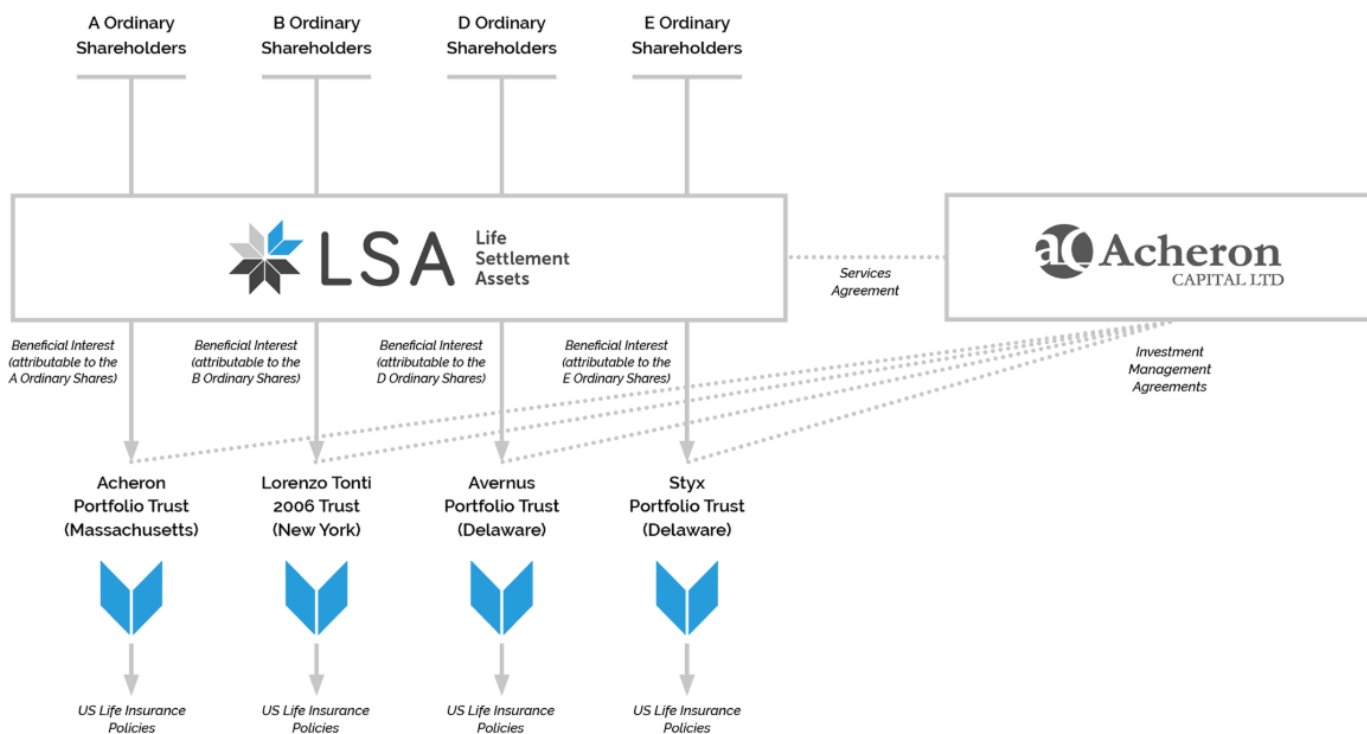 A Ordinary
Shareholders
B Ordinary
Shareholders
D Ordinary
Shareholders
E Ordinary
Shareholders
LSA
Life
Settlement
Assets
Services
Agreement
ac Acheron
CAPITAL LTD
Beneficial Interest
(attributable to the
A Ordinary Shares)
Beneficial Interest
(attributable to the
B Ordinary Shares)
Beneficial Interest
(attributable to the
D Ordinary Shares)
Beneficial Interest
(attributable to the
E Ordinary Shares)
Investment
Management
Agreements
Acheron
Portfolio Trust
(Massachusetts)
Lorenzo Tonti
2006 Trust
(New York)
Avernus
Portfolio Trust
(Delaware)
Styx
Portfolio Trust
(Delaware)
US Life Insurance
Policies
US Life Insurance
Policies
US Life Insurance
Policies
US Life Insurance
Policies